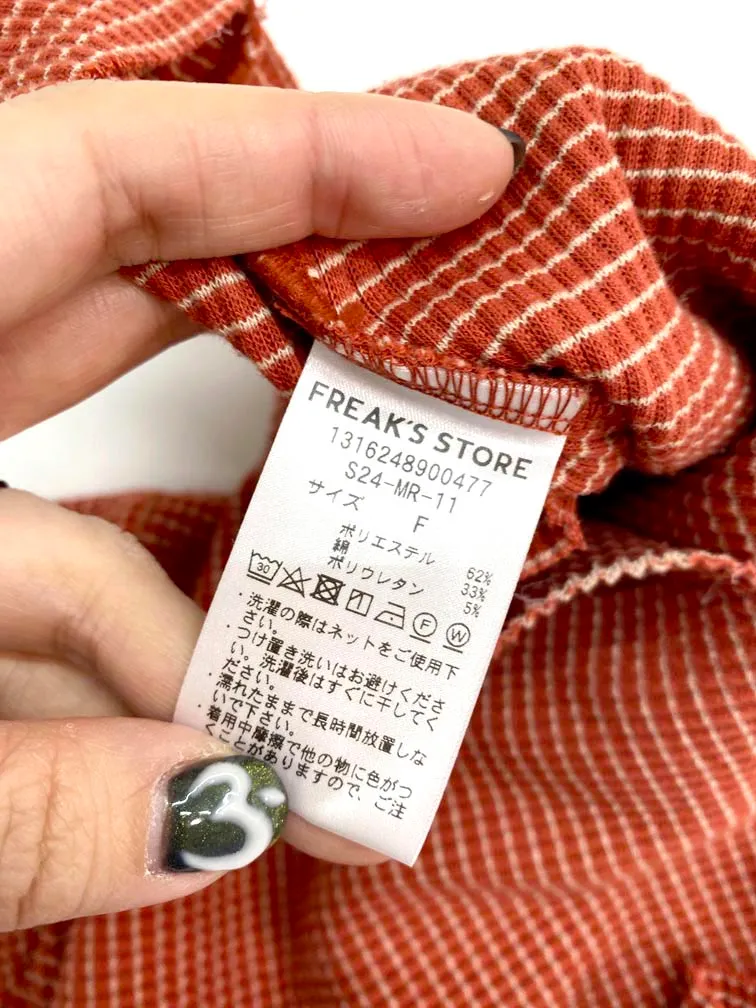 FREAK'S STORE
1316248900477
S24-MR-11
サイズ F
ポリエステル 62%
綿 33%
ポリウレタン 5%
30 F W
・洗濯の際はネットをご使用下
さい。
・つけ置き洗いはお避けくださ
い。洗濯後はすぐに干してく
ださい。
・濡れたままで長時間放置しな
いで下さい。
・着用中摩擦で他の物に色がつ
くことがありますので、ご注